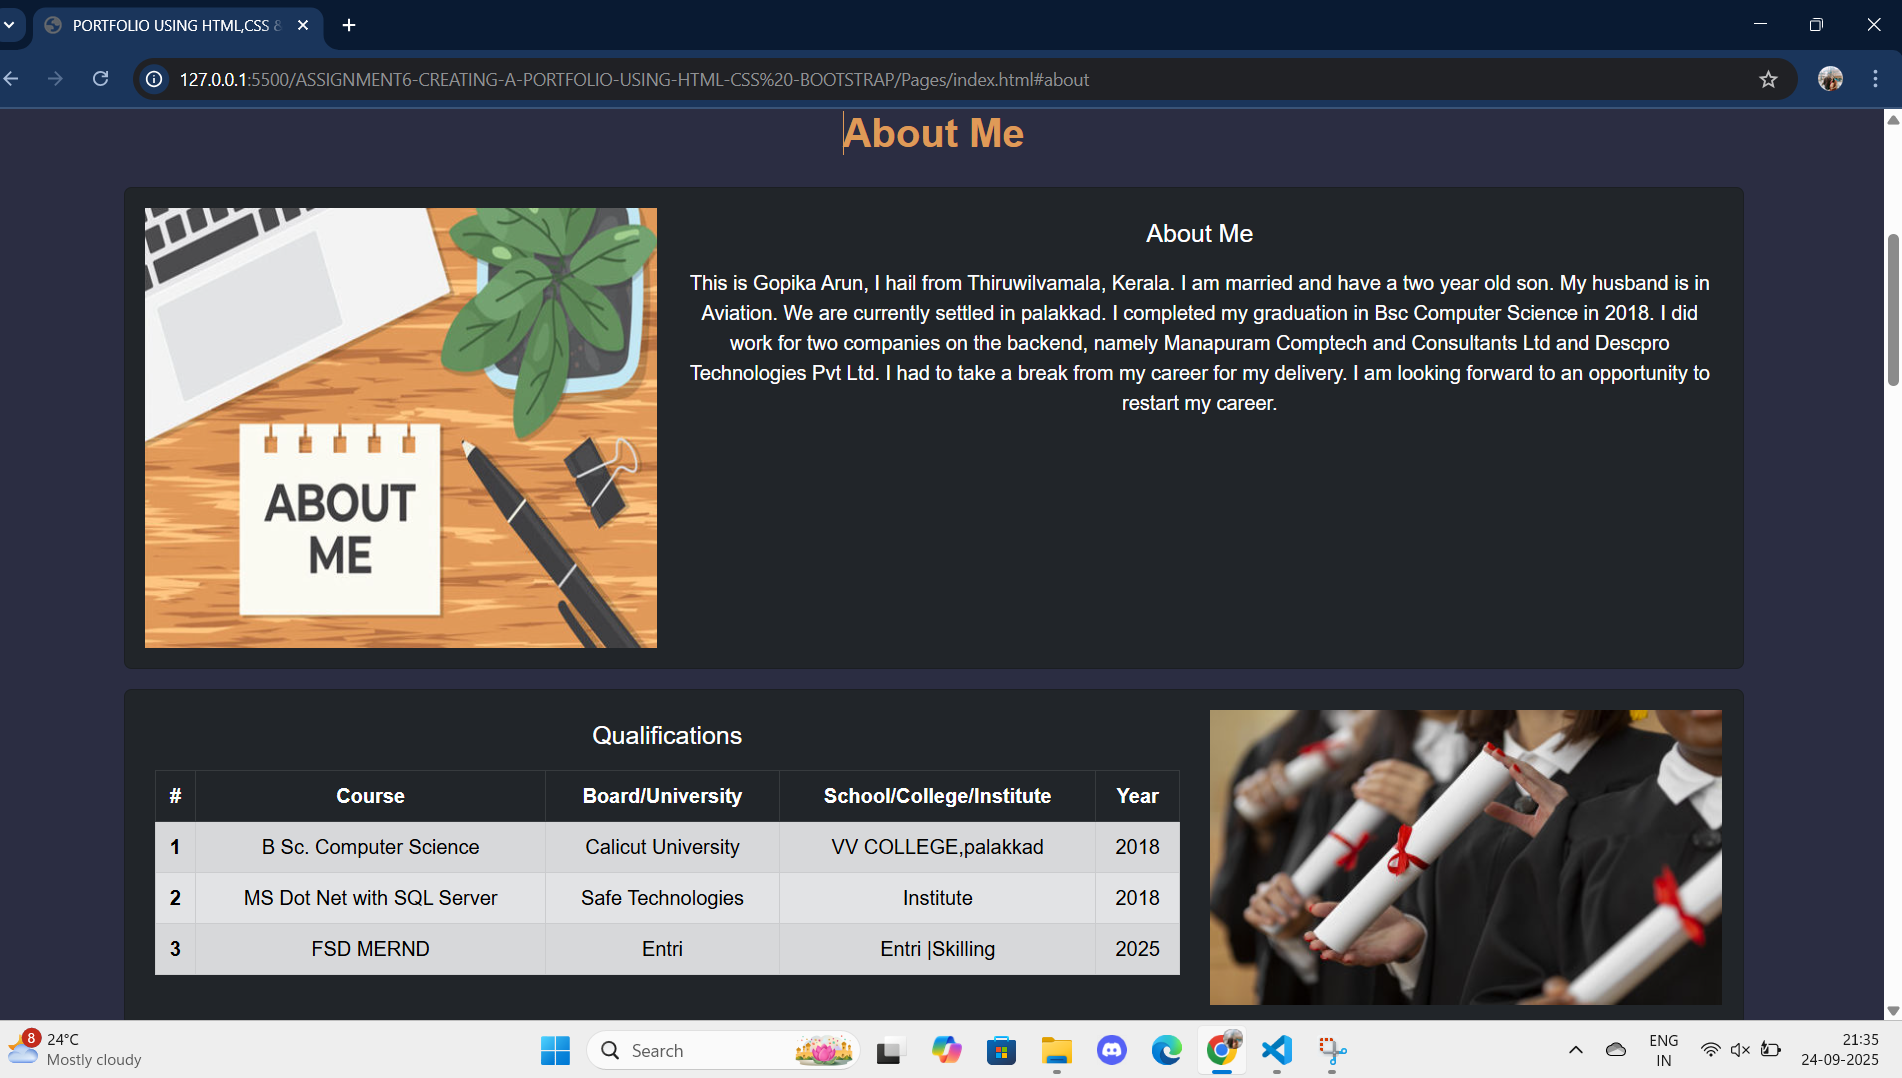 PORTFOLIO USING HTML,CSS &
127.0.0.1:5500/ASSIGNMENT6-CREATING-A-PORTFOLIO-USING-HTML-CSS%20-BOOTSTRAP/Pages/index.html#about
About Me
ABOUT
ME
About Me
This is Gopika Arun, I hail from Thiruwilvamala, Kerala. I am married and have a two year old son. My husband is in
Aviation. We are currently settled in palakkad. I completed my graduation in Bsc Computer Science in 2018. I did
work for two companies on the backend, namely Manapuram Comptech and Consultants Ltd and Descpro
Technologies Pvt Ltd. I had to take a break from my career for my delivery. I am looking forward to an opportunity to
restart my career.
Qualifications
# Course Board/University School/College/Institute Year
1 B Sc. Computer Science Calicut University VV COLLEGE,palakkad 2018
2 MS Dot Net with SQL Server Safe Technologies Institute 2018
3 FSD MERND Entri Entri |Skilling 2025
8
24°C
Mostly cloudy
Search
ENG
IN
21:35
24-09-2025